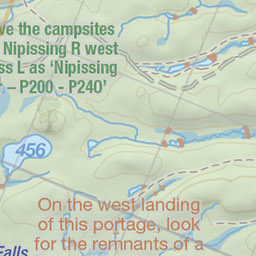 ve the campsites
Nipissing R west
ss L as ‘Nipissing
– P200 - P240’
456
On the west landing
of this portage, look
for the remnants of a
Falls